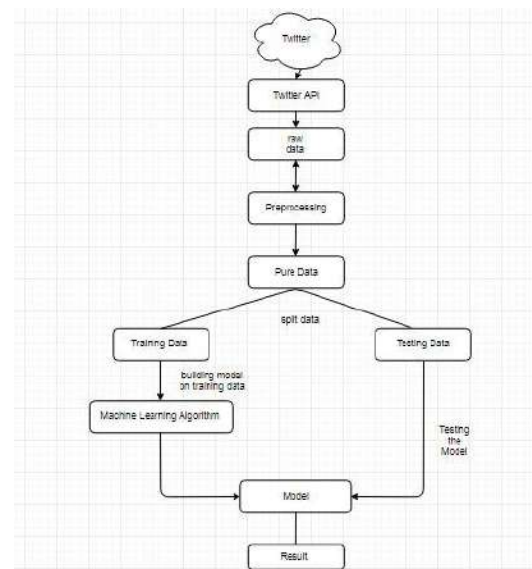 Twitter
Twitter API
raw
data
Preprocessing
Pure Data
split data
Training Data
Testing Data
building model
on training data
Machine Learning Algorithm
Testing
the
Model
Model
Result